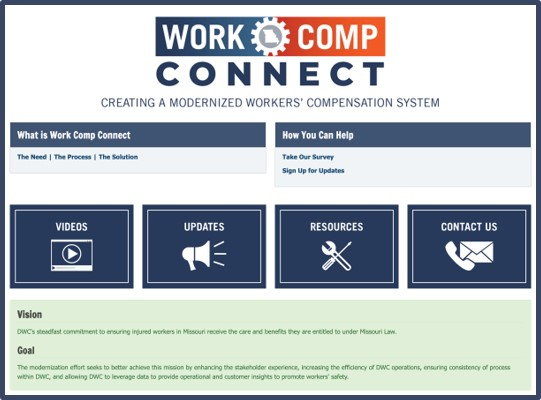 WORK COMP
CONNECT
CREATING A MODERNIZED WORKERS' COMPENSATION SYSTEM
What is Work Comp Connect
The Need | The Process | The Solution
How You Can Help
Take Our Survey
Sign Up for Updates
VIDEOS
UPDATES
RESOURCES
CONTACT US
Vision
DWC's steadfast commitment to ensuring injured workers in Missouri receive the care and benefits they are entitled to under Missouri Law.
Goal
The modernization effort seeks to better achieve this mission by enhancing the stakeholder experience, increasing the efficiency of DWC operations, ensuring consistency of process
within DWC, and allowing DWC to leverage data to provide operational and customer insights to promote workers' safety.